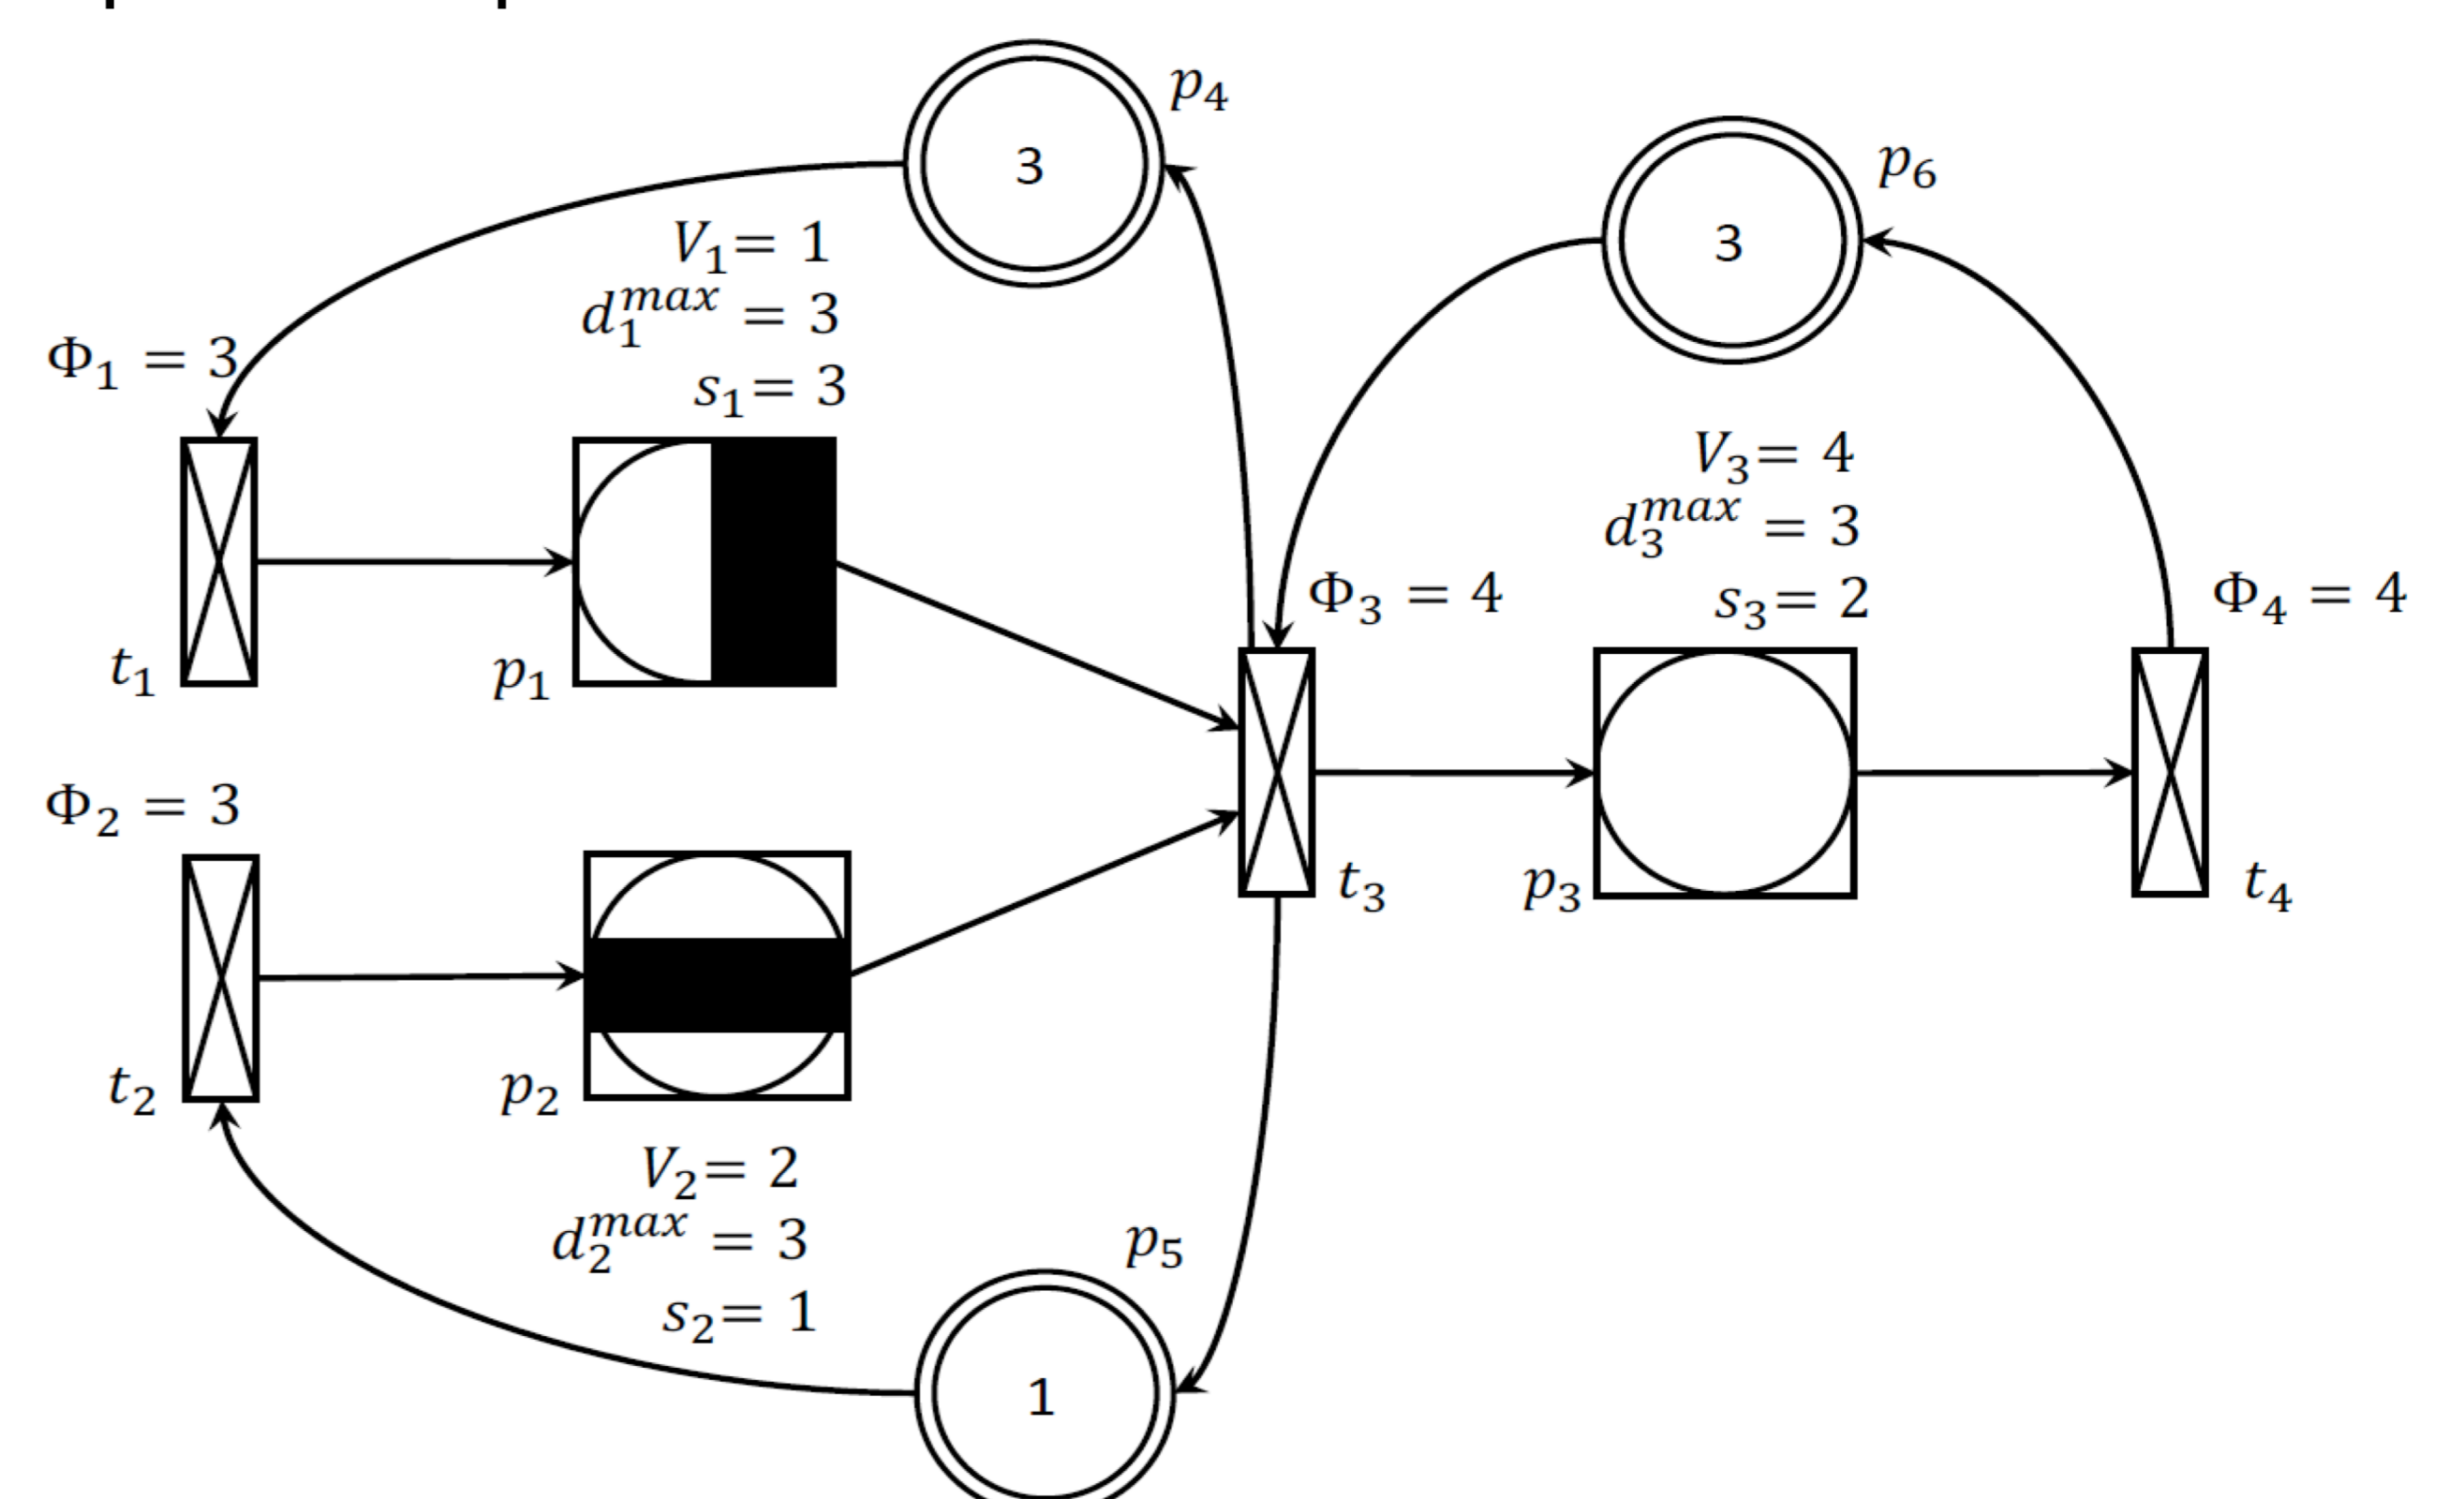 p₄
3
p₆
3
V₁= 1
d₁ᵐᵃˣ = 3
s₁= 3
Φ₁ = 3
V₃= 4
d₃ᵐᵃˣ = 3
s₃= 2
Φ₃ = 4
Φ₄ = 4
t₁
p₁
Φ₂ = 3
t₃
p₃
t₄
t₂
p₂
V₂= 2
d₂ᵐᵃˣ = 3
s₂= 1
p₅
1